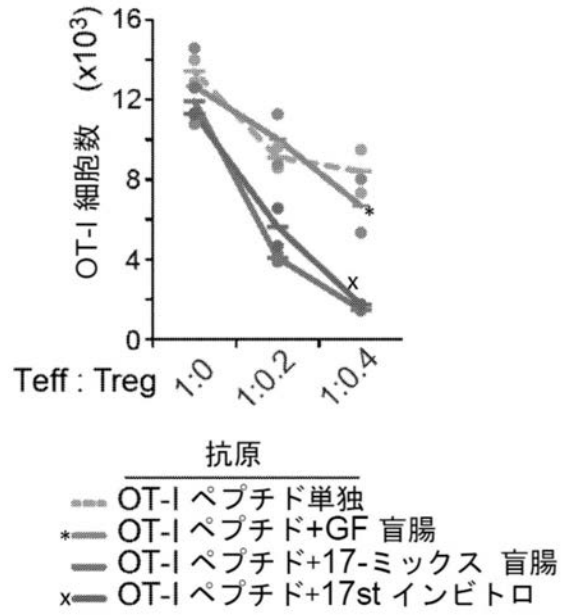 OT-I 細胞数 (x10³)
16
12
8
4
0
*
x
Teff : Treg 1:0 1:0.2 1:0.4
抗原
OT-I ペプチド単独
* OT-I ペプチド+GF 盲腸
OT-I ペプチド+17-ミックス 盲腸
x OT-I ペプチド+17st インビトロ